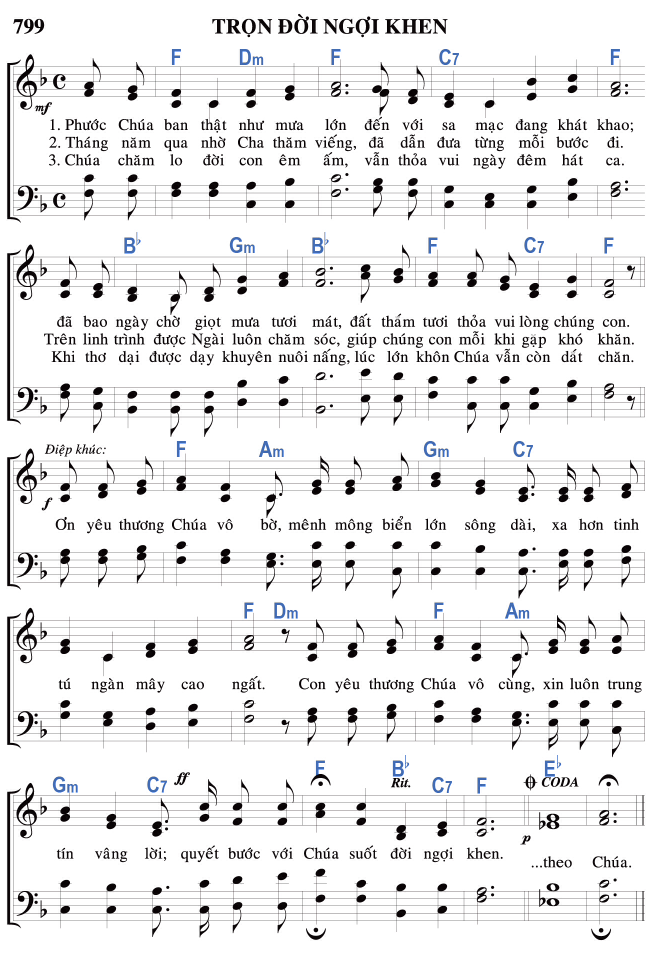 799 TRỌN ĐỜI NGỢI KHEN
F Dm F C7 F
mf
1. Phước Chúa ban thật như mưa lớn đến với sa mạc đang khát khao;
2. Tháng năm qua nhờ Cha thăm viếng, đã dẫn đưa từng mỗi bước đi.
3. Chúa chăm lo đời con êm ấm, vẫn thỏa vui ngày đêm hát ca.
B♭ Gm B♭ F C7 F
đã bao ngày chờ giọt mưa tươi mát, đất thấm tươi thỏa vui lòng chúng con.
Trên linh trình được Ngài luôn chăm sóc, giúp chúng con mỗi khi gặp khó khăn.
Khi thơ dại được dạy khuyên nuôi nấng, lúc lớn khôn Chúa vẫn còn dất chăn.
Điệp khúc: F Am Gm C7
f
Ơn yêu thương Chúa vô bờ, mênh mông biển lớn sông dài, xa hơn tinh
F Dm F Am
tú ngàn mây cao ngất. Con yêu thương Chúa vô cùng, xin luôn trung
Gm C7 ff F B♭ Rit. C7 F CODA E♭
p
tín vâng lời; quyết bước với Chúa suốt đời ngợi khen. ...theo Chúa.